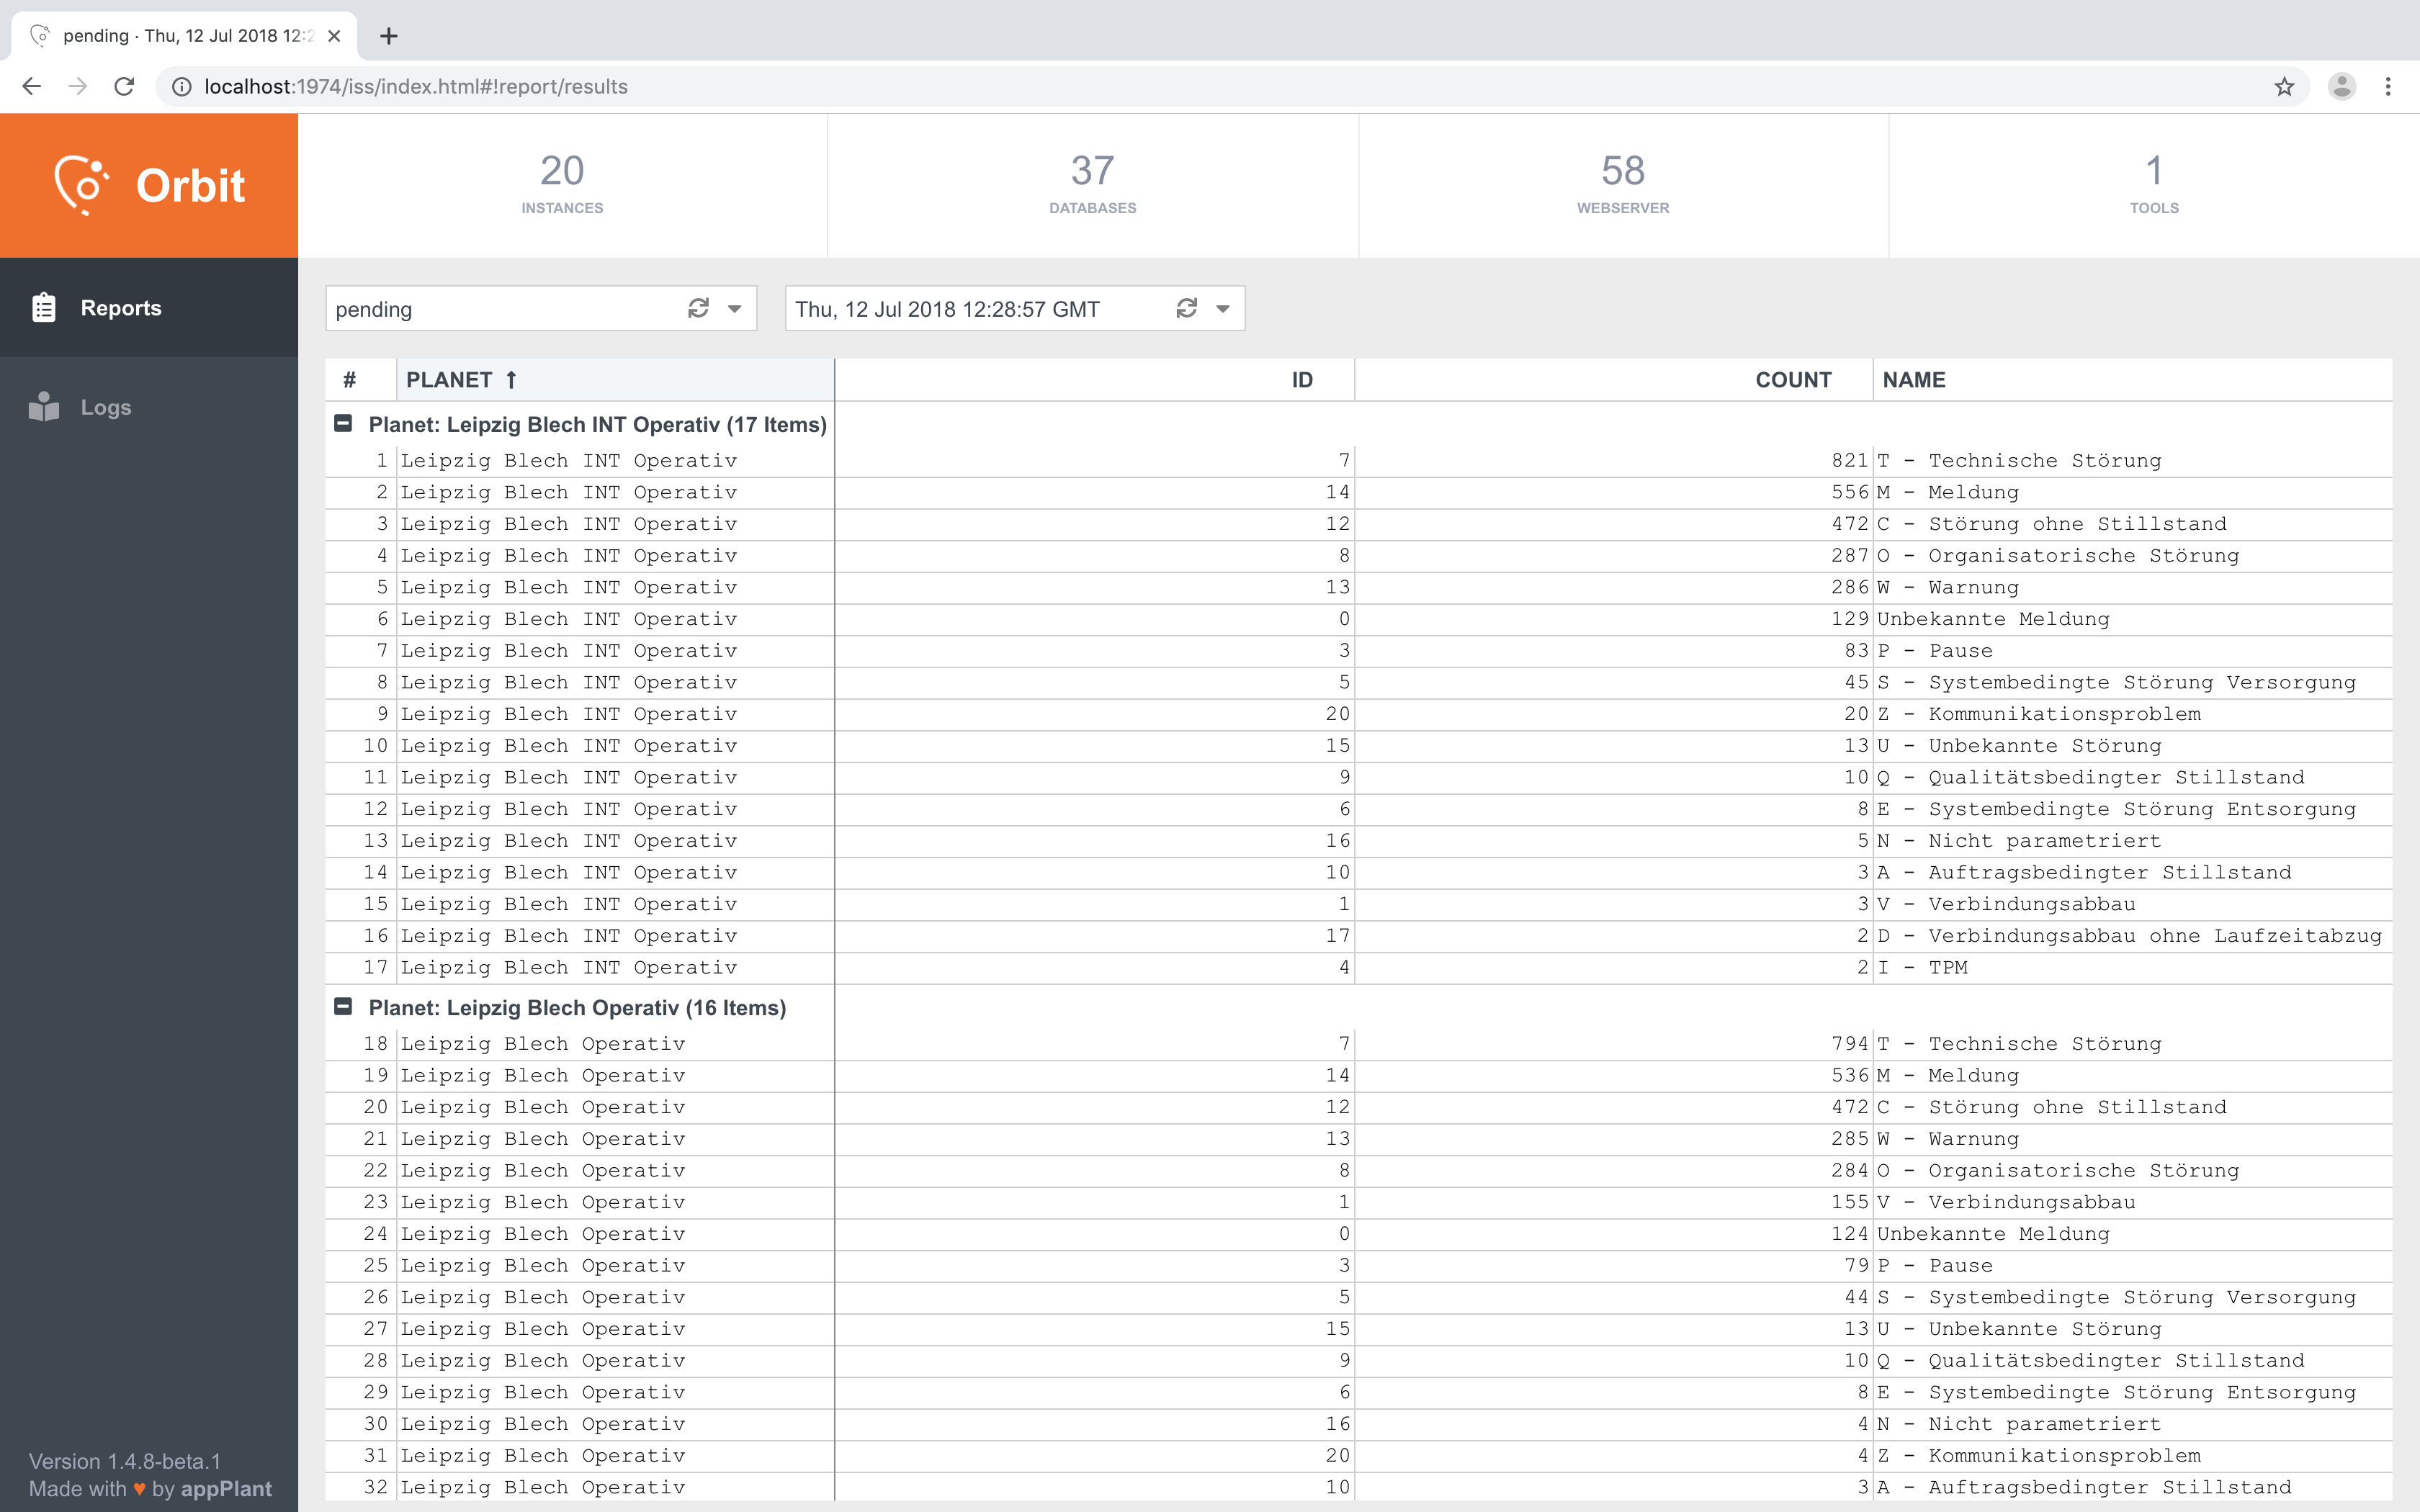 pending · Thu, 12 Jul 2018 12:2
localhost:1974/iss/index.html#!report/results
Orbit
20
INSTANCES
37
DATABASES
58
WEBSERVER
1
TOOLS
Reports
Logs
pending
Thu, 12 Jul 2018 12:28:57 GMT
# PLANET ↑ ID COUNT NAME
Planet: Leipzig Blech INT Operativ (17 Items)
1 Leipzig Blech INT Operativ 7 821 T - Technische Störung
2 Leipzig Blech INT Operativ 14 556 M - Meldung
3 Leipzig Blech INT Operativ 12 472 C - Störung ohne Stillstand
4 Leipzig Blech INT Operativ 8 287 O - Organisatorische Störung
5 Leipzig Blech INT Operativ 13 286 W - Warnung
6 Leipzig Blech INT Operativ 0 129 Unbekannte Meldung
7 Leipzig Blech INT Operativ 3 83 P - Pause
8 Leipzig Blech INT Operativ 5 45 S - Systembedingte Störung Versorgung
9 Leipzig Blech INT Operativ 20 20 Z - Kommunikationsproblem
10 Leipzig Blech INT Operativ 15 13 U - Unbekannte Störung
11 Leipzig Blech INT Operativ 9 10 Q - Qualitätsbedingter Stillstand
12 Leipzig Blech INT Operativ 6 8 E - Systembedingte Störung Entsorgung
13 Leipzig Blech INT Operativ 16 5 N - Nicht parametriert
14 Leipzig Blech INT Operativ 10 3 A - Auftragsbedingter Stillstand
15 Leipzig Blech INT Operativ 1 3 V - Verbindungsabbau
16 Leipzig Blech INT Operativ 17 2 D - Verbindungsabbau ohne Laufzeitabzug
17 Leipzig Blech INT Operativ 4 2 I - TPM
Planet: Leipzig Blech Operativ (16 Items)
18 Leipzig Blech Operativ 7 794 T - Technische Störung
19 Leipzig Blech Operativ 14 536 M - Meldung
20 Leipzig Blech Operativ 12 472 C - Störung ohne Stillstand
21 Leipzig Blech Operativ 13 285 W - Warnung
22 Leipzig Blech Operativ 8 284 O - Organisatorische Störung
23 Leipzig Blech Operativ 1 155 V - Verbindungsabbau
24 Leipzig Blech Operativ 0 124 Unbekannte Meldung
25 Leipzig Blech Operativ 3 79 P - Pause
26 Leipzig Blech Operativ 5 44 S - Systembedingte Störung Versorgung
27 Leipzig Blech Operativ 15 13 U - Unbekannte Störung
28 Leipzig Blech Operativ 9 10 Q - Qualitätsbedingter Stillstand
29 Leipzig Blech Operativ 6 8 E - Systembedingte Störung Entsorgung
30 Leipzig Blech Operativ 16 4 N - Nicht parametriert
31 Leipzig Blech Operativ 20 4 Z - Kommunikationsproblem
32 Leipzig Blech Operativ 10 3 A - Auftragsbedingter Stillstand
Version 1.4.8-beta.1
Made with ♥ by appPlant